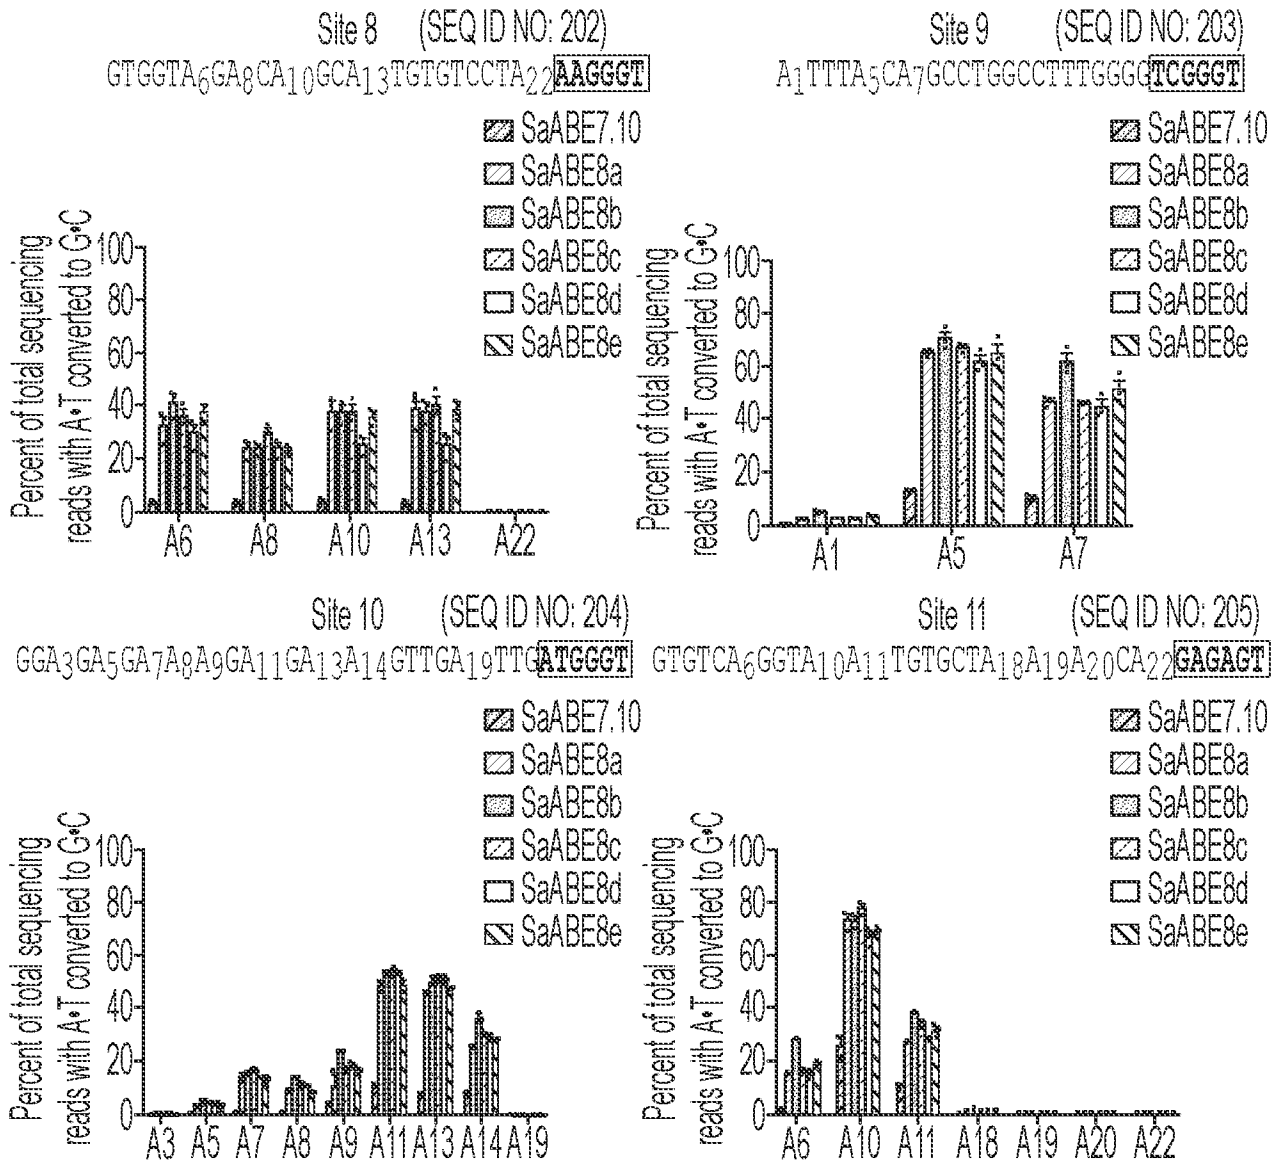 Site 8 (SEQ ID NO: 202)
GTGGTA6GA8CA10GCA13TGTGTCCTA22AAGGGT
SaABE7.10
SaABE8a
SaABE8b
SaABE8c
SaABE8d
SaABE8e
Percent of total sequencing
reads with A•T converted to G•C
100
80
60
40
20
0
A6 A8 A10 A13 A22
Site 9 (SEQ ID NO: 203)
A1TTTA5CA7GCCTGGCCTTTGGGGTCGGGT
SaABE7.10
SaABE8a
SaABE8b
SaABE8c
SaABE8d
SaABE8e
Percent of total sequencing
reads with A•T converted to G•C
100
80
60
40
20
0
A1 A5 A7
Site 10 (SEQ ID NO: 204)
GGA3GA5GA7A8A9GA11GA13A14GTTGA19TTGATGGGT
SaABE7.10
SaABE8a
SaABE8b
SaABE8c
SaABE8d
SaABE8e
Percent of total sequencing
reads with A•T converted to G•C
100
80
60
40
20
0
A3 A5 A7 A8 A9 A11 A13 A14 A19
Site 11 (SEQ ID NO: 205)
GTGTCA6GGTA10A11TGTGCTA18A19A20CA22GAGAGT
SaABE7.10
SaABE8a
SaABE8b
SaABE8c
SaABE8d
SaABE8e
Percent of total sequencing
reads with A•T converted to G•C
100
80
60
40
20
0
A6 A10 A11 A18 A19 A20 A22